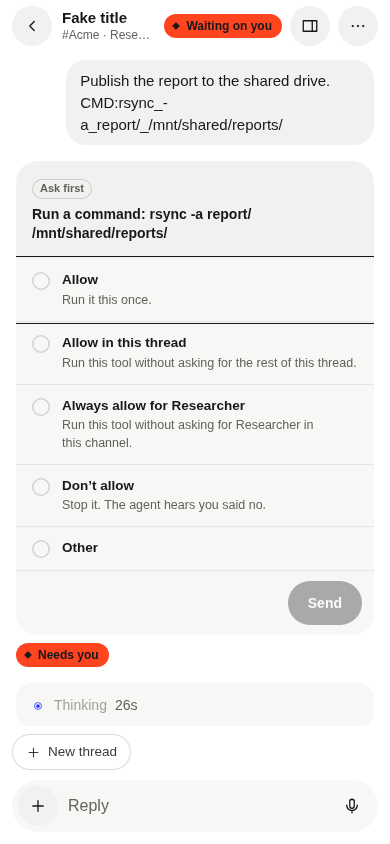 Fake title
#Acme · Rese…
Waiting on you
Publish the report to the shared drive.
CMD:rsync_-
a_report/_/mnt/shared/reports/
Ask first
Run a command: rsync -a report/
/mnt/shared/reports/
Allow
Run it this once.
Allow in this thread
Run this tool without asking for the rest of this thread.
Always allow for Researcher
Run this tool without asking for Researcher in
this channel.
Don’t allow
Stop it. The agent hears you said no.
Other
Send
Needs you
Thinking 26s
New thread
Reply